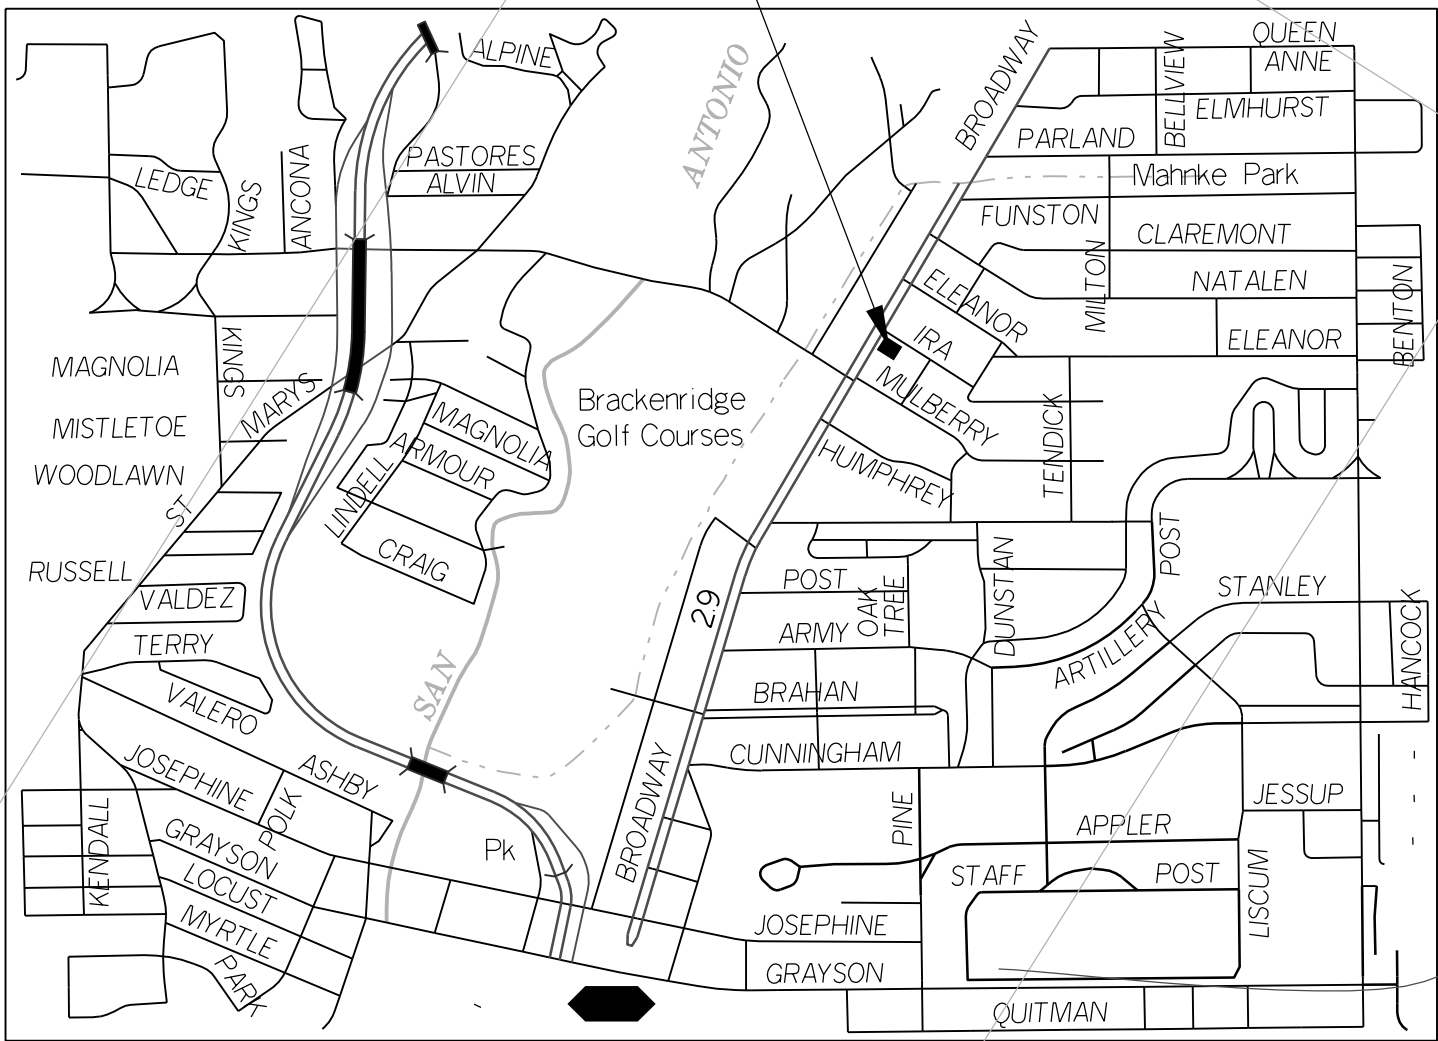 QUEEN
ANNE
BROADWAY
BELLVIEW
ALPINE
ANTONIO
ELMHURST
PARLAND
PASTORES
ALVIN
LEDGE
KINGS
ANCONA
Mahnke Park
FUNSTON
CLAREMONT
MILTON
NATALEN
BENTON
ELEANOR
IRA
ELEANOR
KINGS
MAGNOLIA
MARYS
MULBERRY
Brackenridge
Golf Courses
MAGNOLIA
MISTLETOE
ARMOUR
WOODLAWN
LINDELL
HUMPHREY
TENDICK
ST
CRAIG
POST
DUNSTAN
RUSSELL
VALDEZ
POST
OAK
TREE
STANLEY
2.9
HANCOCK
TERRY
ARMY
ARTILLERY
SAN
VALERO
BRAHAN
CUNNINGHAM
JOSEPHINE
ASHBY
BROADWAY
JESSUP
KENDALL
POLK
PINE
APPLER
GRAYSON
Pk
STAFF
POST
LOCUST
LISCUM
MYRTLE
JOSEPHINE
PARK
GRAYSON
QUITMAN